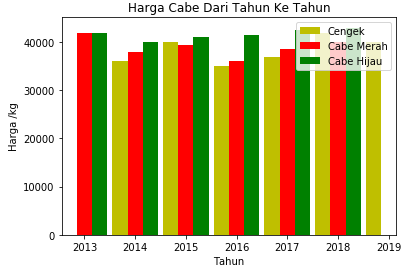 Harga Cabe Dari Tahun Ke Tahun
Cengek
Cabe Merah
Cabe Hijau
Harga /kg
40000
30000
20000
10000
0
2013 2014 2015 2016 2017 2018 2019
Tahun